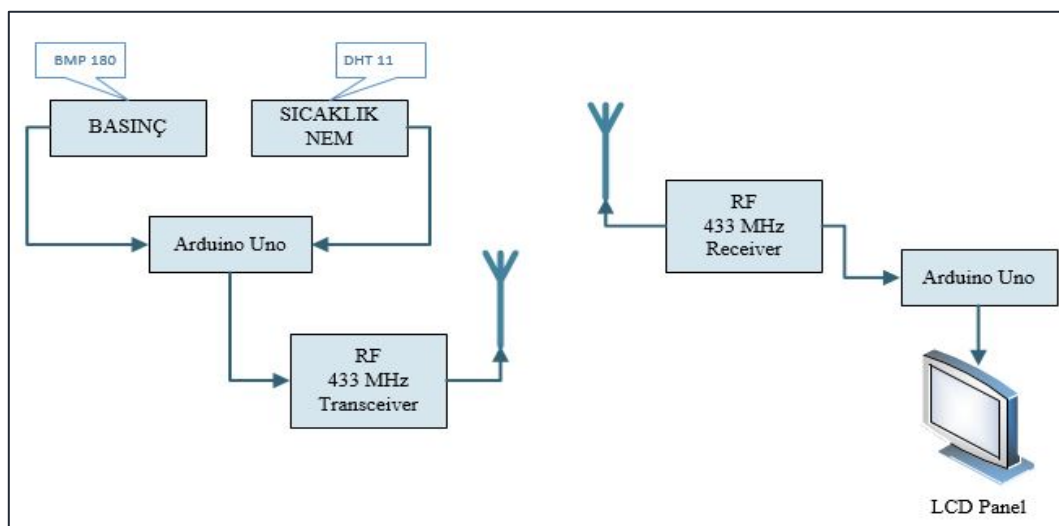 BMP 180
DHT 11
BASINÇ
SICAKLIK
NEM
Arduino Uno
RF
433 MHz
Transceiver
RF
433 MHz
Receiver
Arduino Uno
LCD Panel